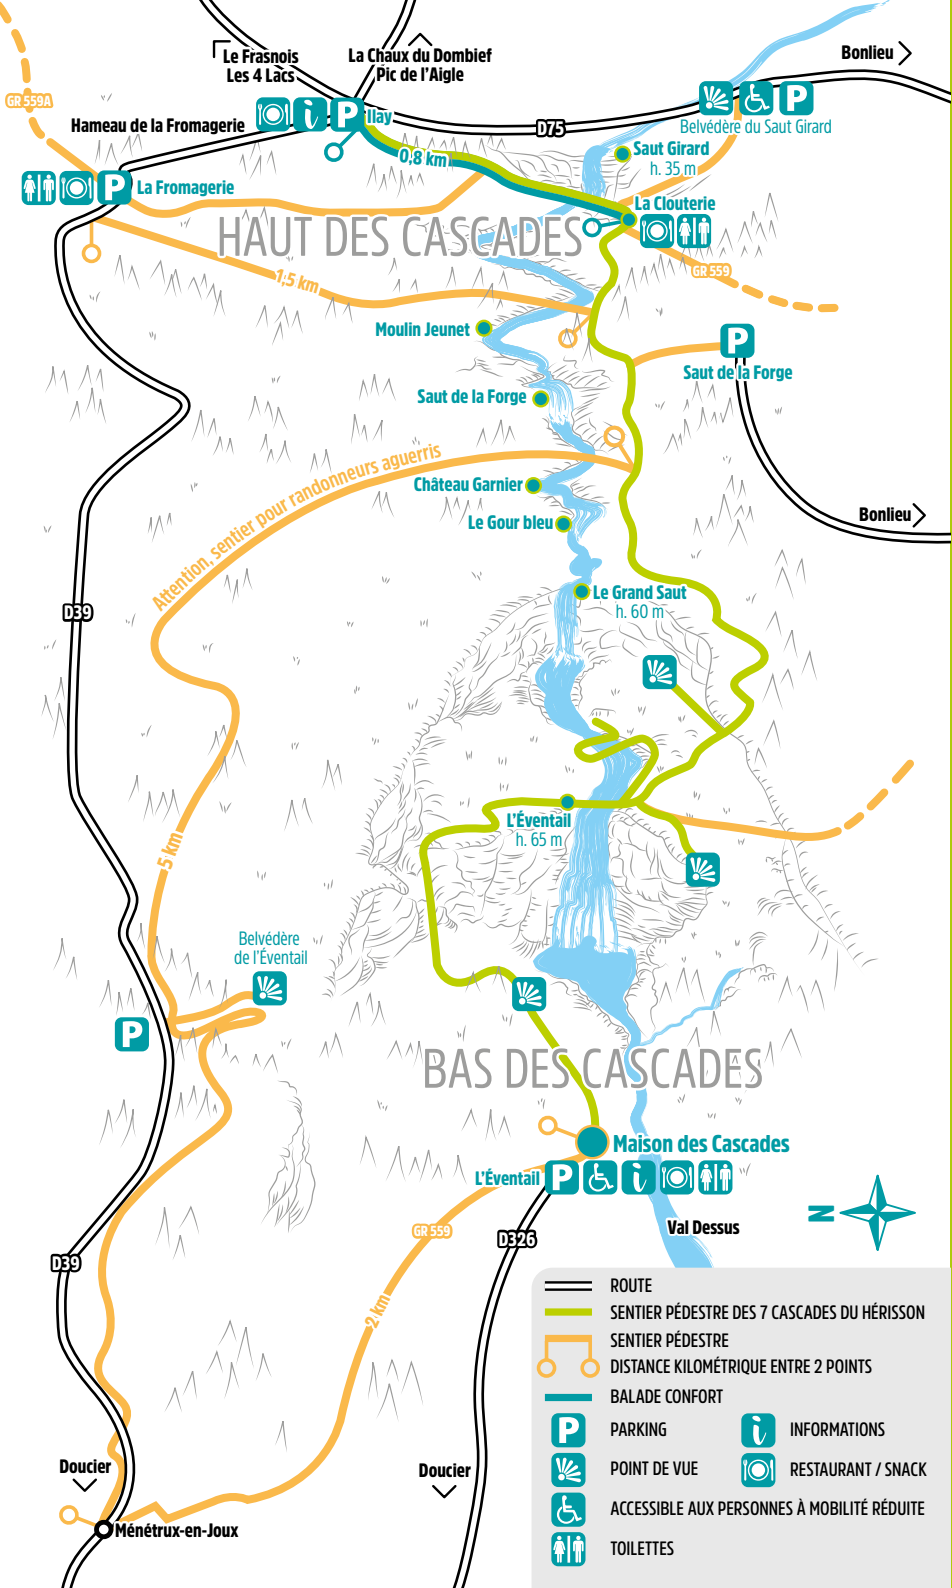 Le Frasnois
Les 4 Lacs
La Chaux du Dombief
Pic de l'Aigle
Bonlieu
GR 559A
Hameau de la Fromagerie
i
P
Ilay
D75
P
Belvédère du Saut Girard
0,8 km
Saut Girard
h. 35 m
P
La Fromagerie
La Clouterie
HAUT DES CASCADES
GR 559
1,5 km
Moulin Jeunet
P
Saut de la Forge
Saut de la Forge
Attention, sentier pour randonneurs aguerris
Château Garnier
Le Gour bleu
Bonlieu
D39
Le Grand Saut
h. 60 m
L'Éventail
h. 65 m
5 km
Belvédère
de l'Éventail
P
BAS DES CASCADES
Maison des Cascades
L'Éventail
P
i
GR 559
D326
Val Dessus
N
D39
2 km
Doucier
Doucier
Ménétrux-en-Joux
ROUTE
SENTIER PÉDESTRE DES 7 CASCADES DU HÉRISSON
SENTIER PÉDESTRE
DISTANCE KILOMÉTRIQUE ENTRE 2 POINTS
BALADE CONFORT
P
PARKING
i
INFORMATIONS
POINT DE VUE
RESTAURANT / SNACK
ACCESSIBLE AUX PERSONNES À MOBILITÉ RÉDUITE
TOILETTES